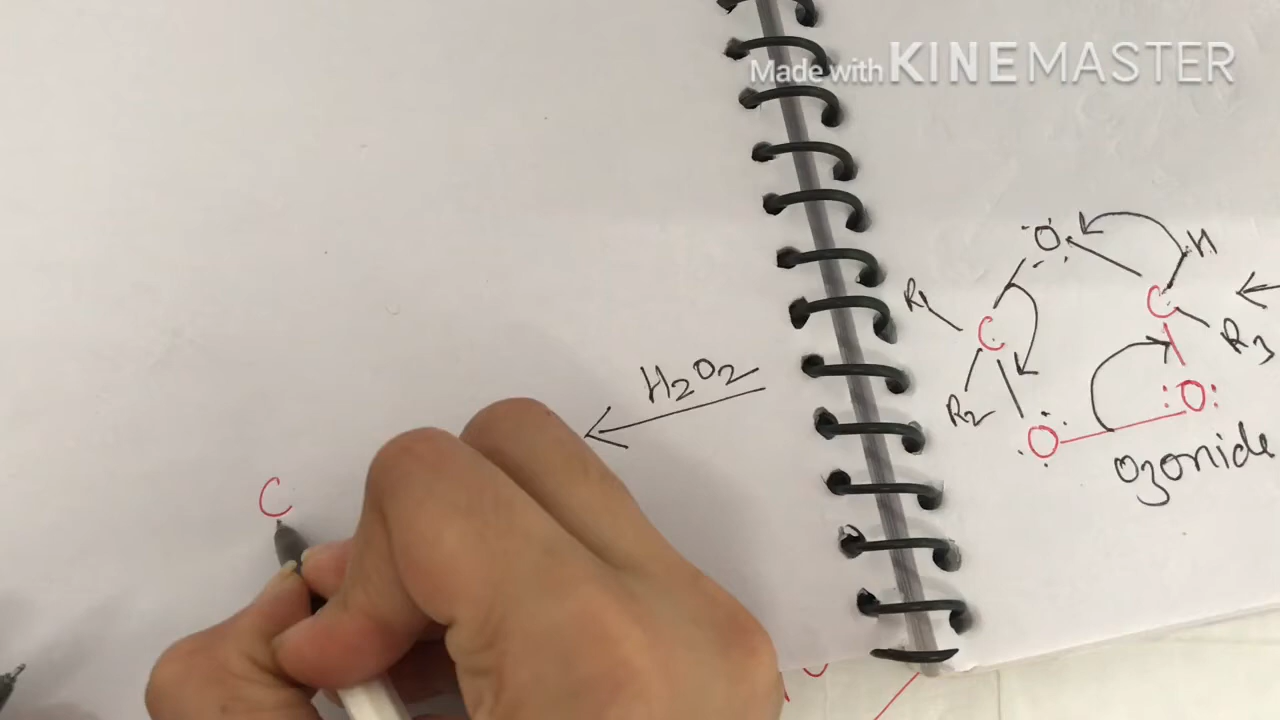 Made with KINEMASTER
:O:
H
R1
C
C
R2
R3
H2O2
O
:O:
Ozonide
C